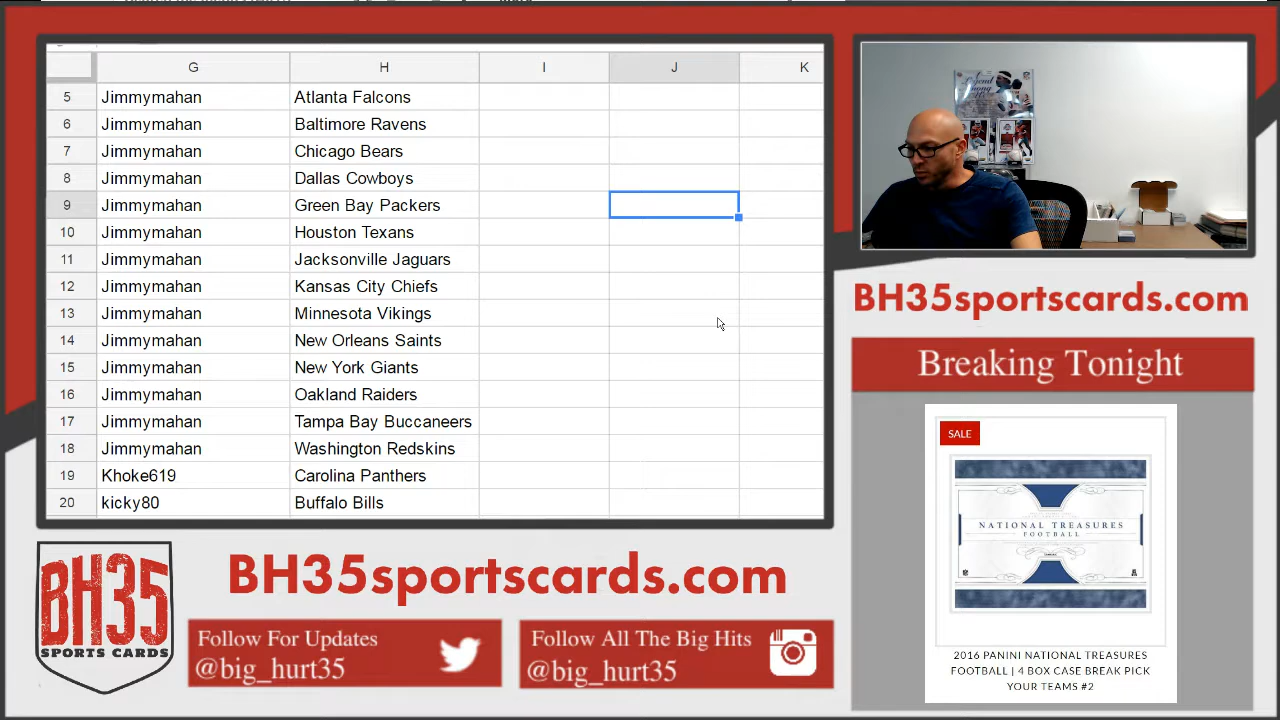 G H I J K
5 Jimmymahan Atlanta Falcons
6 Jimmymahan Baltimore Ravens
7 Jimmymahan Chicago Bears
8 Jimmymahan Dallas Cowboys
9 Jimmymahan Green Bay Packers
10 Jimmymahan Houston Texans
11 Jimmymahan Jacksonville Jaguars
12 Jimmymahan Kansas City Chiefs
13 Jimmymahan Minnesota Vikings
14 Jimmymahan New Orleans Saints
15 Jimmymahan New York Giants
16 Jimmymahan Oakland Raiders
17 Jimmymahan Tampa Bay Buccaneers
18 Jimmymahan Washington Redskins
19 Khoke619 Carolina Panthers
20 kicky80 Buffalo Bills
Legend
Among
BH35sportscards.com
Breaking Tonight
SALE
NATIONAL TREASURES
FOOTBALL
2016 PANINI NATIONAL TREASURES
FOOTBALL | 4 BOX CASE BREAK PICK
YOUR TEAMS #2
BH35
SPORTS CARDS
BH35sportscards.com
Follow For Updates
@big_hurt35
Follow All The Big Hits
@big_hurt35